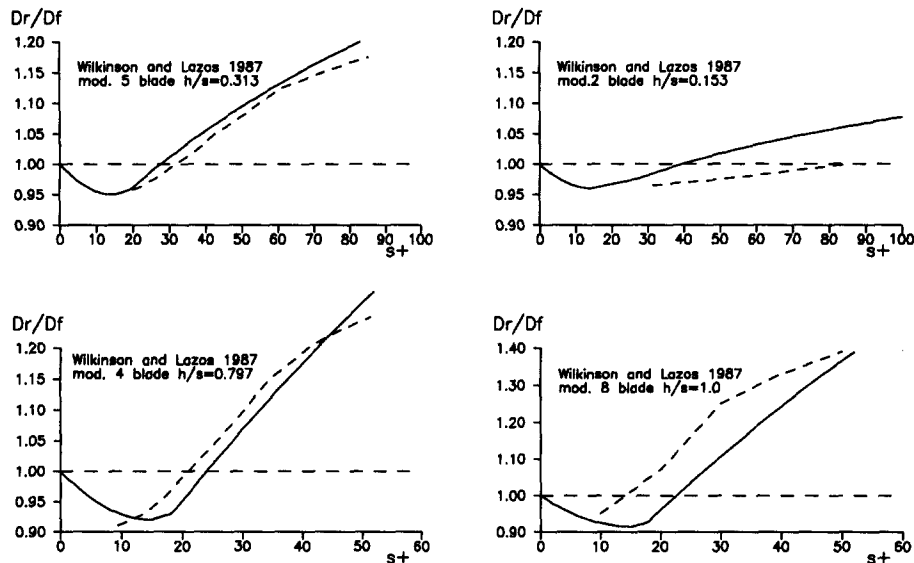 Dr/Df
1.20
1.15
1.10
1.05
1.00
0.95
0.90
Wilkinson and Lazos 1987
mod. 5 blade h/s=0.313
0 10 20 30 40 50 60 70 80 90 100
s+
Dr/Df
1.20
1.15
1.10
1.05
1.00
0.95
0.90
Wilkinson and Lazos 1987
mod.2 blade h/s=0.153
0 10 20 30 40 50 60 70 80 90 100
s+
Dr/Df
1.20
1.15
1.10
1.05
1.00
0.95
0.90
Wilkinson and Lazos 1987
mod. 4 blade h/s=0.797
0 10 20 30 40 50 60
s+
Dr/Df
1.40
1.30
1.20
1.10
1.00
0.90
Wilkinson and Lazos 1987
mod. 8 blade h/s=1.0
0 10 20 30 40 50 60
s+